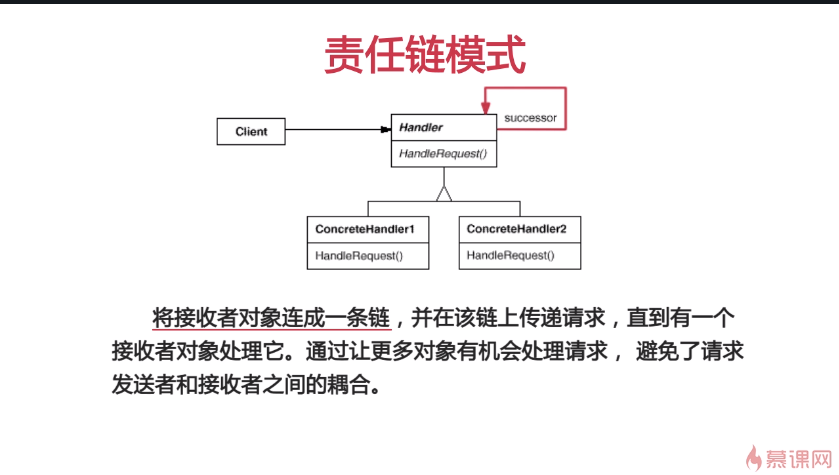 责任链模式
successor
Client
Handler
HandleRequest()
ConcreteHandler1
HandleRequest()
ConcreteHandler2
HandleRequest()
将接收者对象连成一条链，并在该链上传递请求，直到有一个
接收者对象处理它。通过让更多对象有机会处理请求， 避免了请求
发送者和接收者之间的耦合。
慕课网